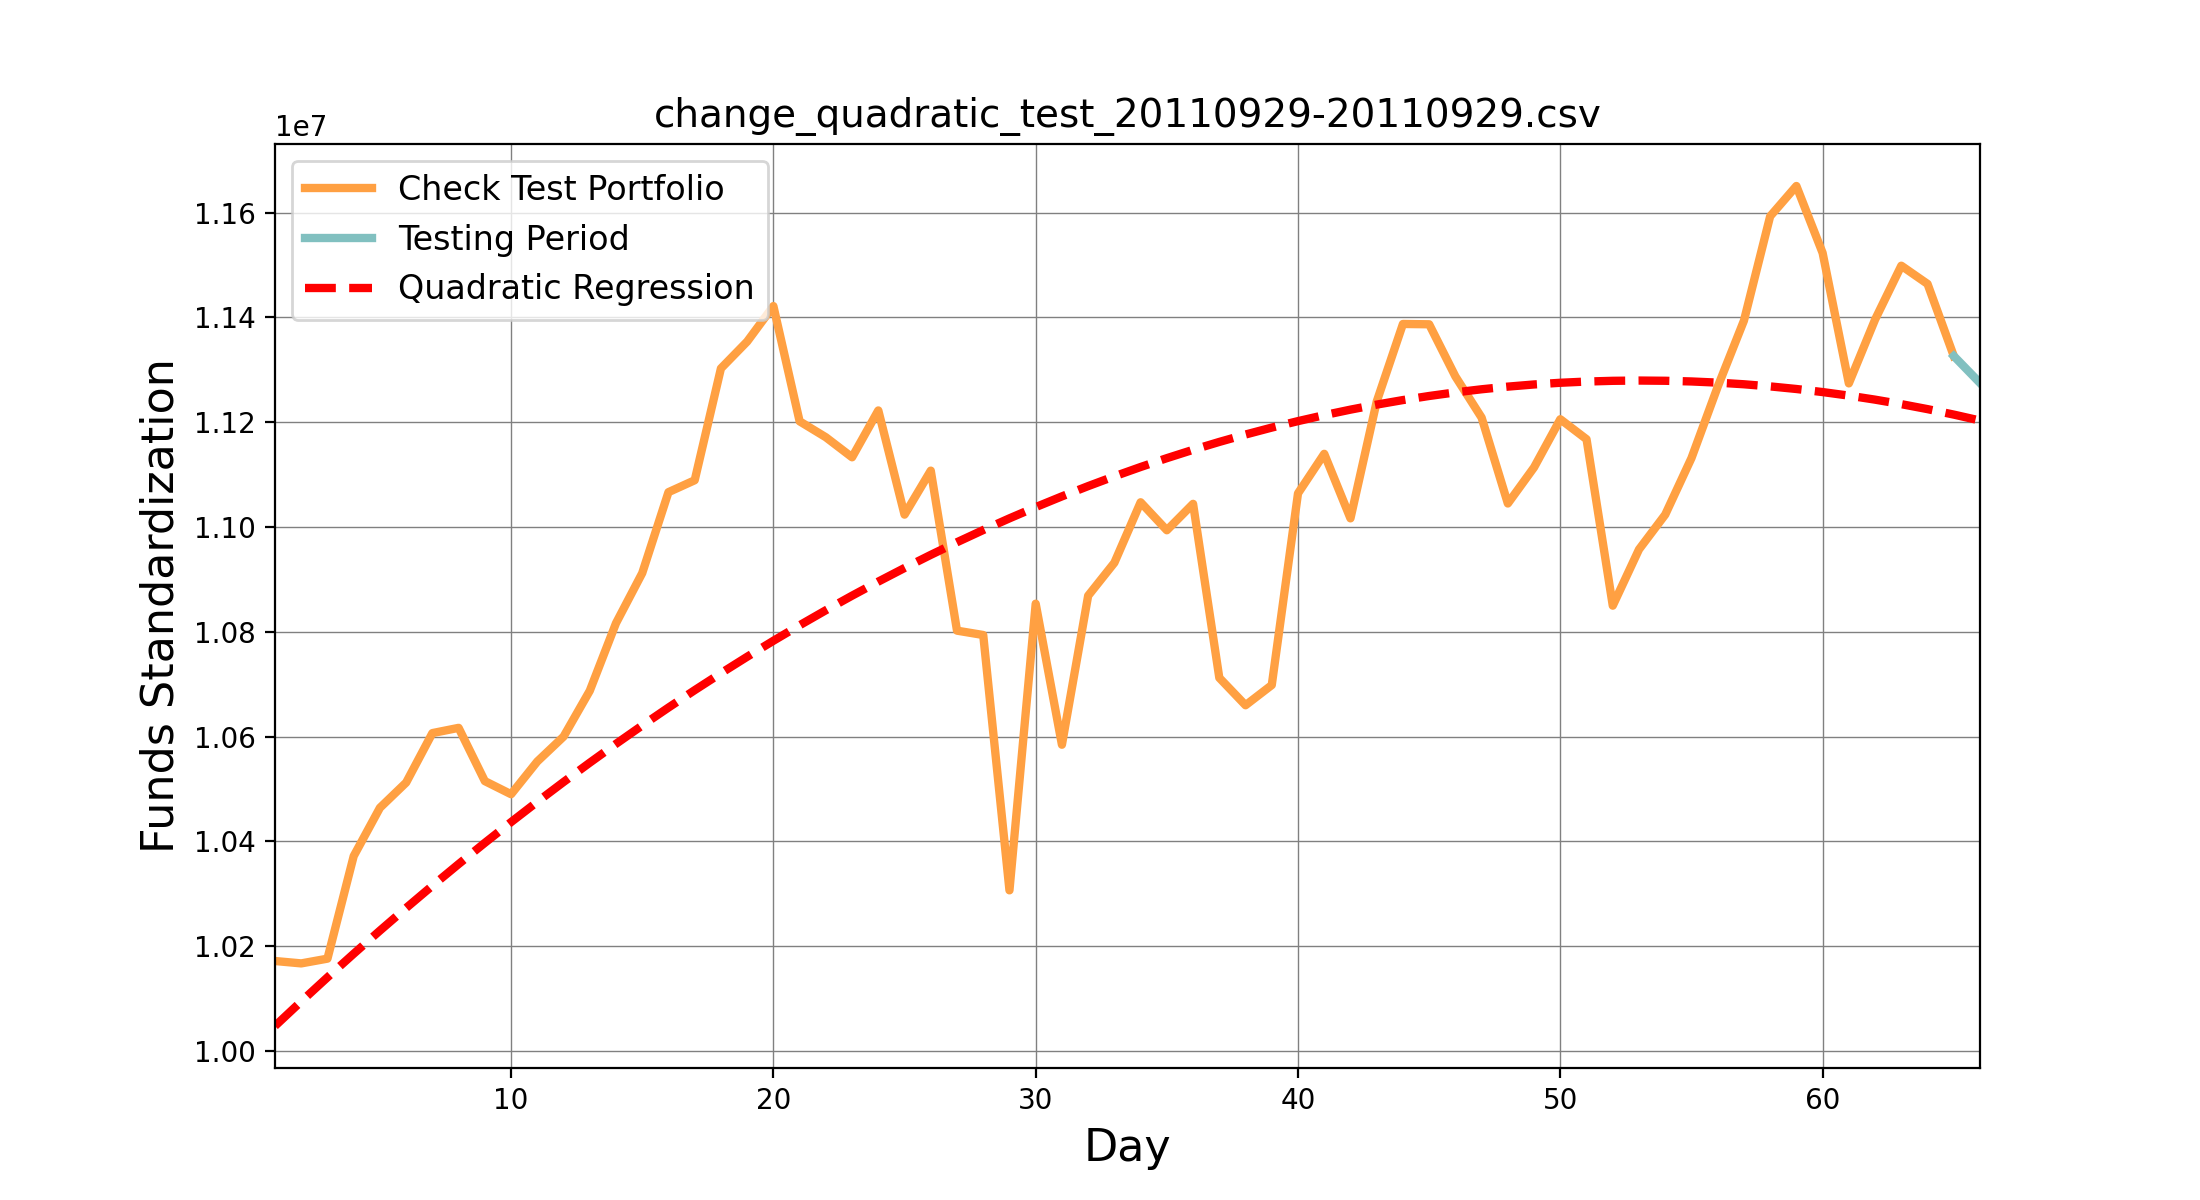 change_quadratic_test_20110929-20110929.csv
1e7
Check Test Portfolio
Testing Period
Quadratic Regression
1.16
1.14
1.12
1.10
1.08
1.06
1.04
1.02
1.00
Funds Standardization
10 20 30 40 50 60
Day